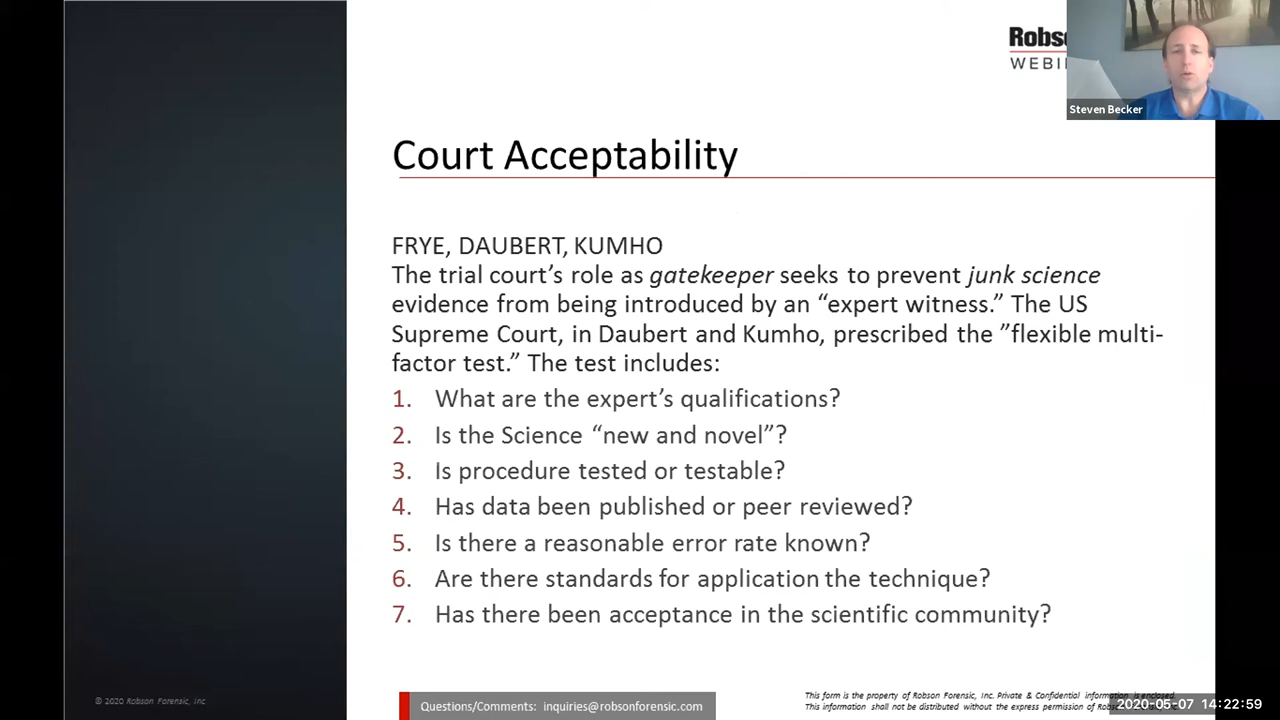 Robs
WEBI
Steven Becker
Court Acceptability
FRYE, DAUBERT, KUMHO
The trial court’s role as gatekeeper seeks to prevent junk science
evidence from being introduced by an “expert witness.” The US
Supreme Court, in Daubert and Kumho, prescribed the ”flexible multi-
factor test.” The test includes:
1. What are the expert’s qualifications?
2. Is the Science “new and novel”?
3. Is procedure tested or testable?
4. Has data been published or peer reviewed?
5. Is there a reasonable error rate known?
6. Are there standards for application the technique?
7. Has there been acceptance in the scientific community?
© 2020 Robson Forensic, Inc
Questions/Comments: inquiries@robsonforensic.com
This form is the property of Robson Forensic, Inc. Private & Confidential information is enclosed.
This information shall not be distributed without the express permission of Robs
2020-05-07 14:22:59